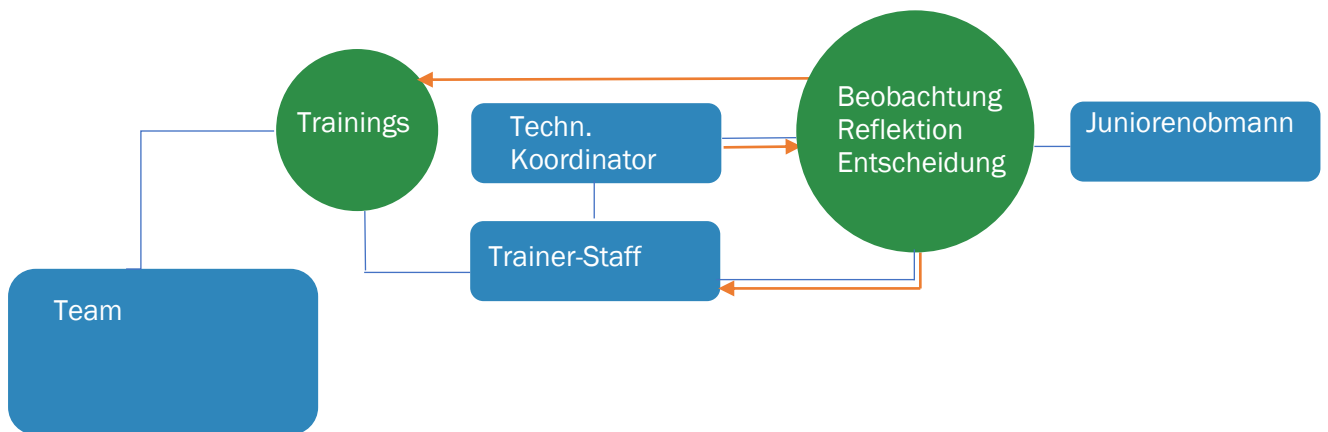 Trainings
Techn.
Koordinator
Beobachtung
Reflektion
Entscheidung
Juniorenobmann
Trainer-Staff
Team